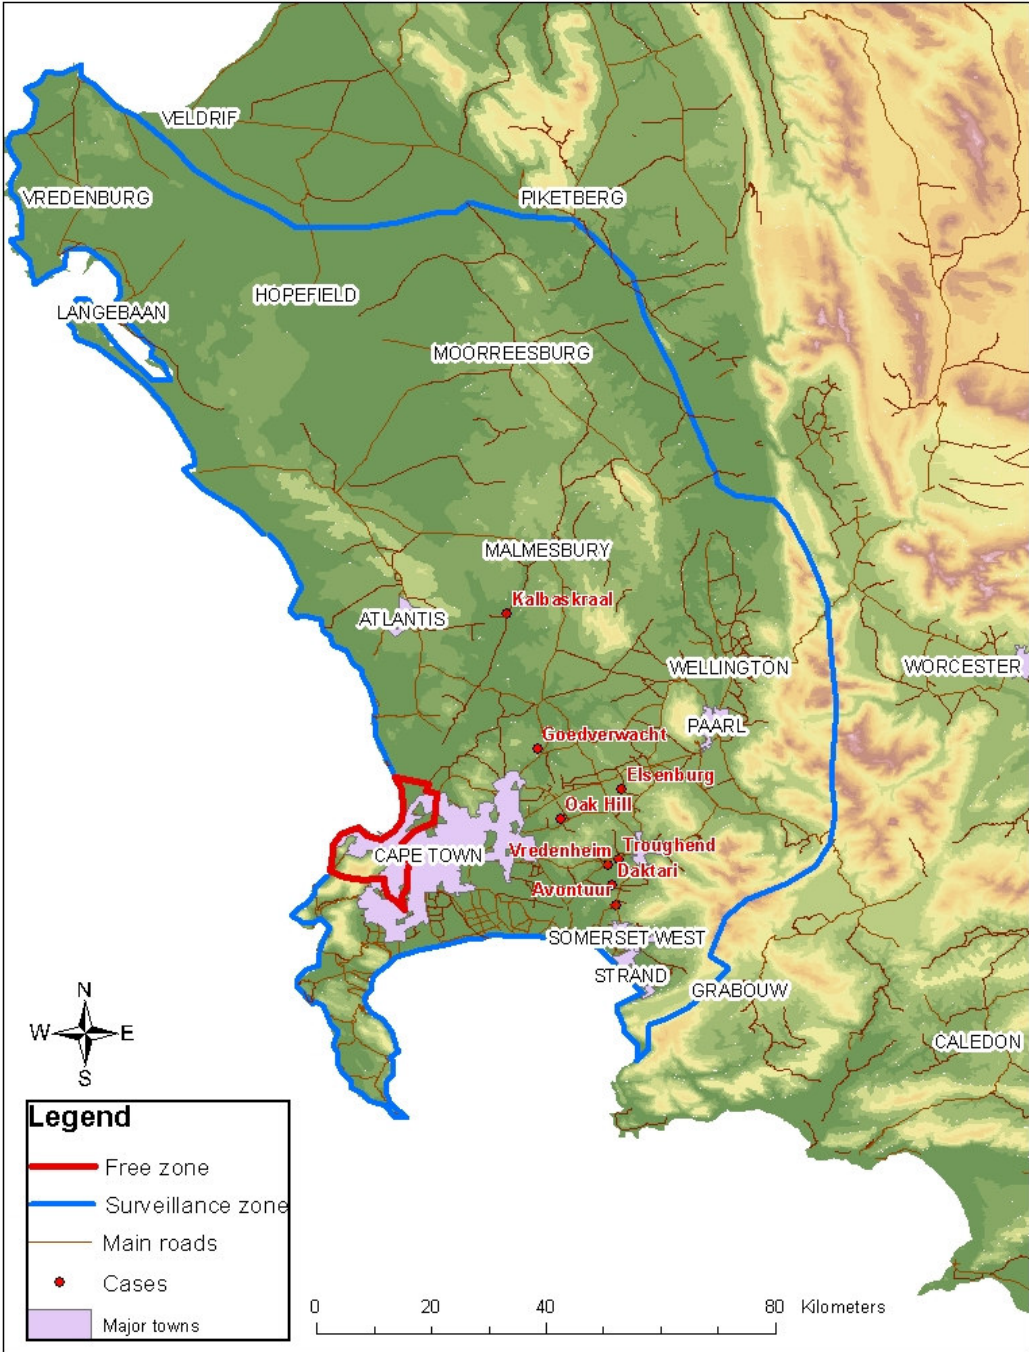 VELDRIF
VREDENBURG
PIKETBERG
HOPEFIELD
LANGEBAAN
MOORREESBURG
MALMESBURY
Kalbaskraal
ATLANTIS
WELLINGTON
WORCESTER
PAARL
Goedverwacht
Elsenburg
Oak Hill
Vredenheim
Troughend
CAPE TOWN
Daktari
Avontuur
SOMERSET WEST
STRAND
GRABOUW
CALEDON
N
W E
S
Legend
Free zone
Surveillance zone
Main roads
Cases
Major towns
0 20 40 80 Kilometers